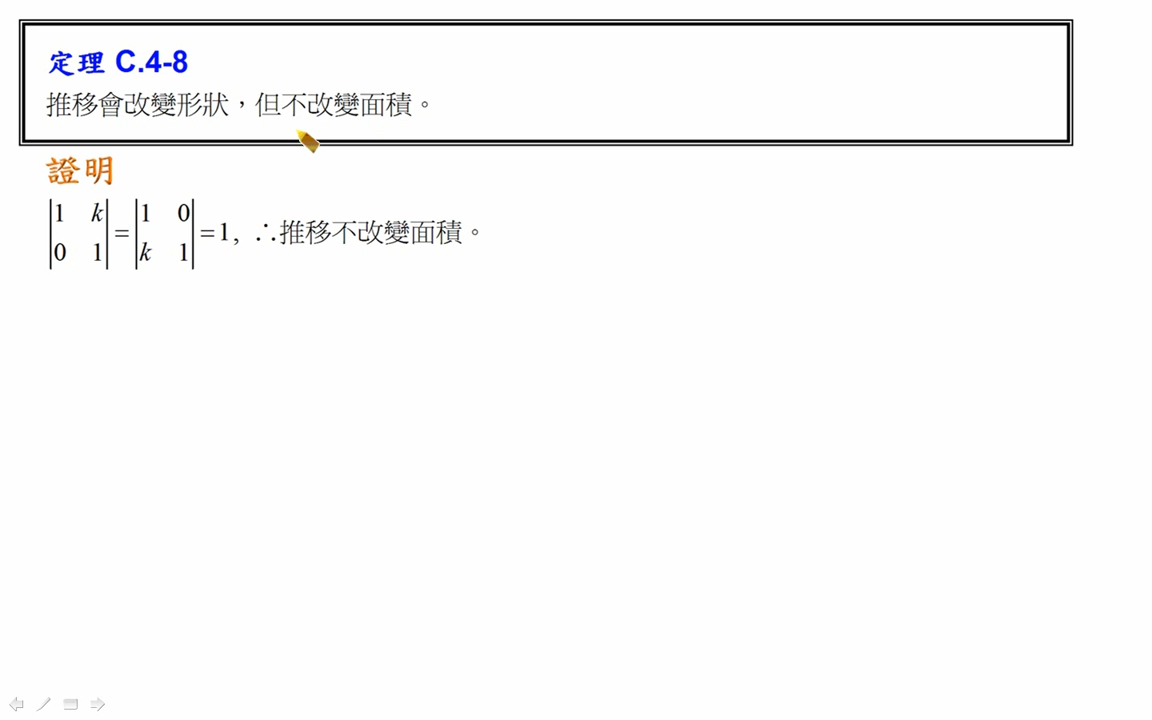 定理 C.4-8
推移會改變形狀，但不改變面積。
證明
|1 k| = |1 0| = 1, ∴推移不改變面積。
|0 1|   |k 1|